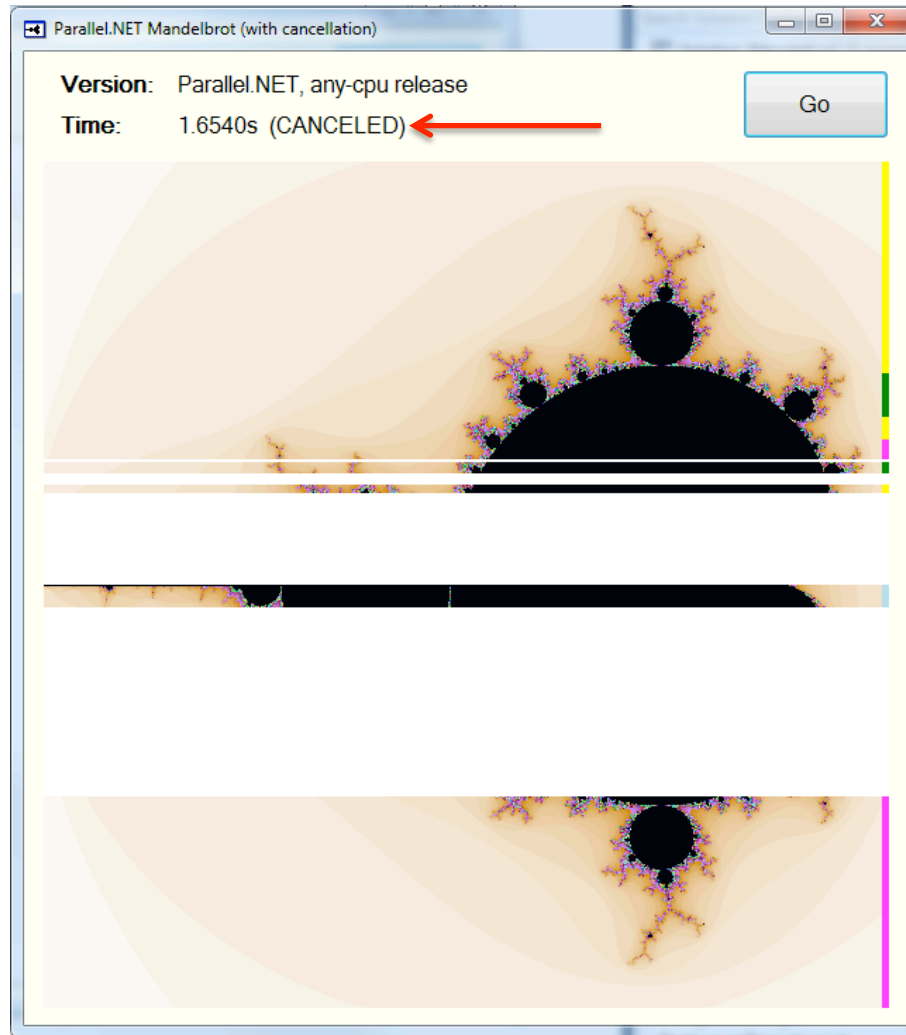 Parallel.NET Mandelbrot (with cancellation)
Version: Parallel.NET, any-cpu release
Go
Time: 1.6540s (CANCELED)